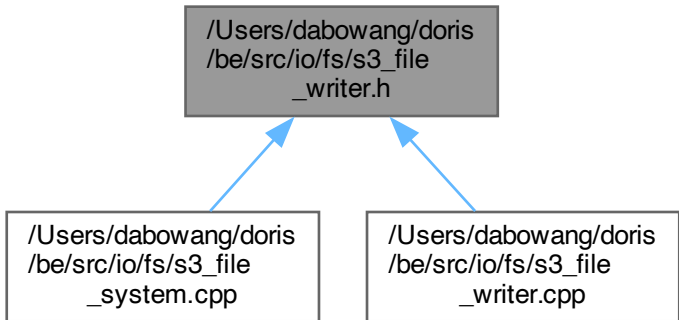 /Users/dabowang/doris
/be/src/io/fs/s3_file
_writer.h
/Users/dabowang/doris
/be/src/io/fs/s3_file
_system.cpp
/Users/dabowang/doris
/be/src/io/fs/s3_file
_writer.cpp